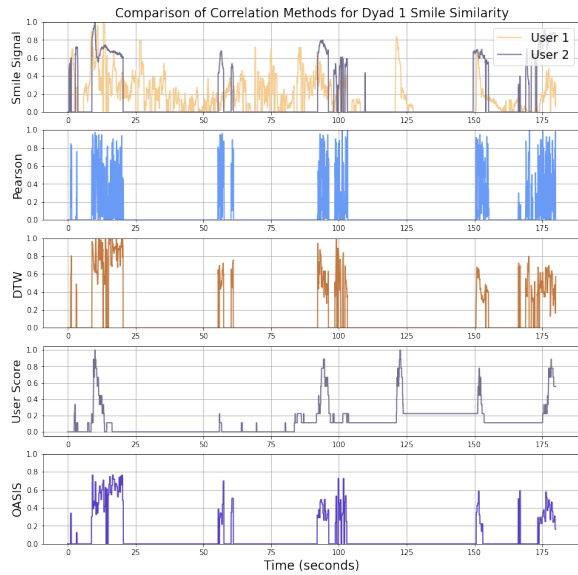 Comparison of Correlation Methods for Dyad 1 Smile Similarity
Smile Signal
1.0
0.8
0.6
0.4
0.2
0.0
User 1
User 2
0 25 50 75 100 125 150 175
Pearson
1.0
0.8
0.6
0.4
0.2
0.0
0 25 50 75 100 125 150 175
DTW
1.0
0.8
0.6
0.4
0.2
0.0
0 25 50 75 100 125 150 175
User Score
1.0
0.8
0.6
0.4
0.2
0.0
0 25 50 75 100 125 150 175
OASIS
1.0
0.8
0.6
0.4
0.2
0.0
0 25 50 75 100 125 150 175
Time (seconds)